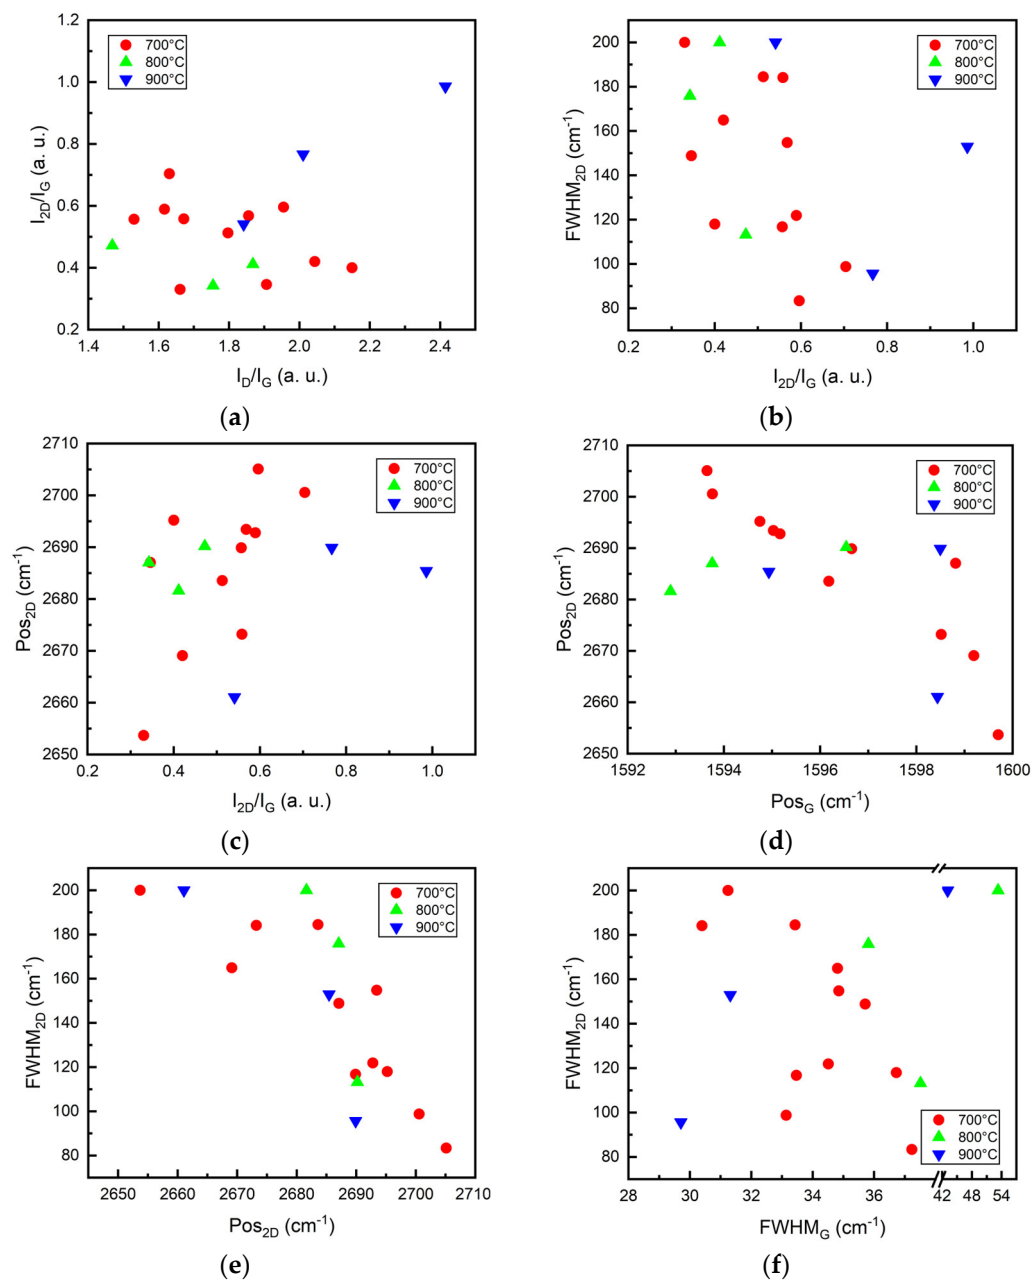 1.2
1.0
0.8
0.6
0.4
0.2
I2D/IG (a. u.)
700°C
800°C
900°C
1.4 1.6 1.8 2.0 2.2 2.4
ID/IG (a. u.)
(a)
200
180
160
140
120
100
80
FWHM2D (cm-1)
700°C
800°C
900°C
0.2 0.4 0.6 0.8 1.0
I2D/IG (a. u.)
(b)
2710
2700
2690
2680
2670
2660
2650
Pos2D (cm-1)
700°C
800°C
900°C
0.2 0.4 0.6 0.8 1.0
I2D/IG (a. u.)
(c)
2710
2700
2690
2680
2670
2660
2650
Pos2D (cm-1)
700°C
800°C
900°C
1592 1594 1596 1598 1600
PosG (cm-1)
(d)
200
180
160
140
120
100
80
FWHM2D (cm-1)
700°C
800°C
900°C
2650 2660 2670 2680 2690 2700 2710
Pos2D (cm-1)
(e)
200
180
160
140
120
100
80
FWHM2D (cm-1)
700°C
800°C
900°C
28 30 32 34 36 42 48 54
FWHMG (cm-1)
(f)